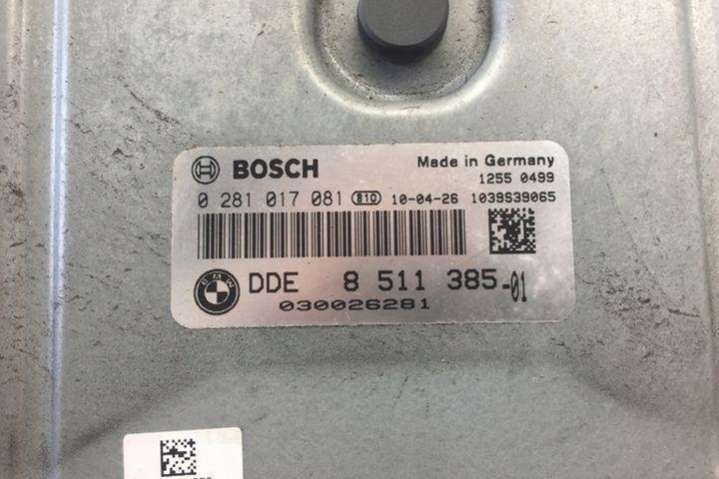 BOSCH
Made in Germany
1255 0499
0 281 017 081 810 10-04-26 1039S39065
BMW
DDE 8 511 385-01
030026281